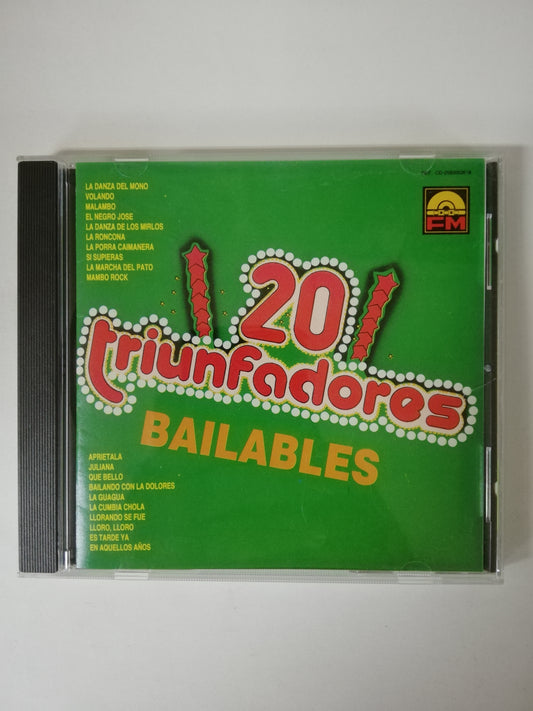 LA DANZA DEL MONO
VOLANDO
MALAMBO
EL NEGRO JOSE
LA DANZA DE LOS MIRLOS
LA RONCONA
LA PORRA CAIMANERA
SI SUPIERAS
LA MARCHA DEL PATO
MAMBO ROCK
FM
20
triunfadores
BAILABLES
APRIETALA
JULIANA
QUE BELLO
BAILANDO CON LA DOLORES
LA GUAGUA
LA CUMBIA CHOLA
LLORANDO SE FUE
LLORO, LLORO
ES TARDE YA
EN AQUELLOS AÑOS